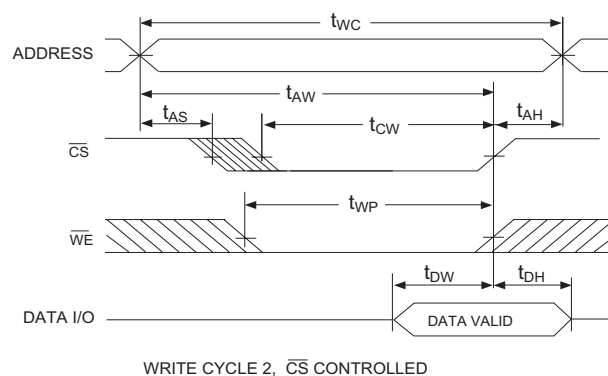 tWC
ADDRESS
tAW
tAS
tCW
tAH
CS
tWP
WE
tDW
tDH
DATA I/O
DATA VALID
WRITE CYCLE 2, CS CONTROLLED